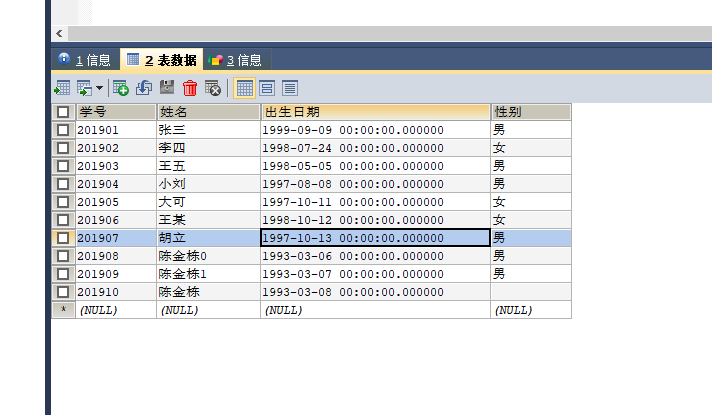 1 信息 2 表数据 3 信息
学号 姓名 出生日期 性别
201901 张三 1999-09-09 00:00:00.000000 男
201902 李四 1998-07-24 00:00:00.000000 女
201903 王五 1998-05-05 00:00:00.000000 男
201904 小刘 1997-08-08 00:00:00.000000 男
201905 大可 1997-10-11 00:00:00.000000 女
201906 王某 1998-10-12 00:00:00.000000 女
201907 胡立 1997-10-13 00:00:00.000000 男
201908 陈金栋0 1993-03-06 00:00:00.000000 男
201909 陈金栋1 1993-03-07 00:00:00.000000 男
201910 陈金栋 1993-03-08 00:00:00.000000
* (NULL) (NULL) (NULL) (NULL)